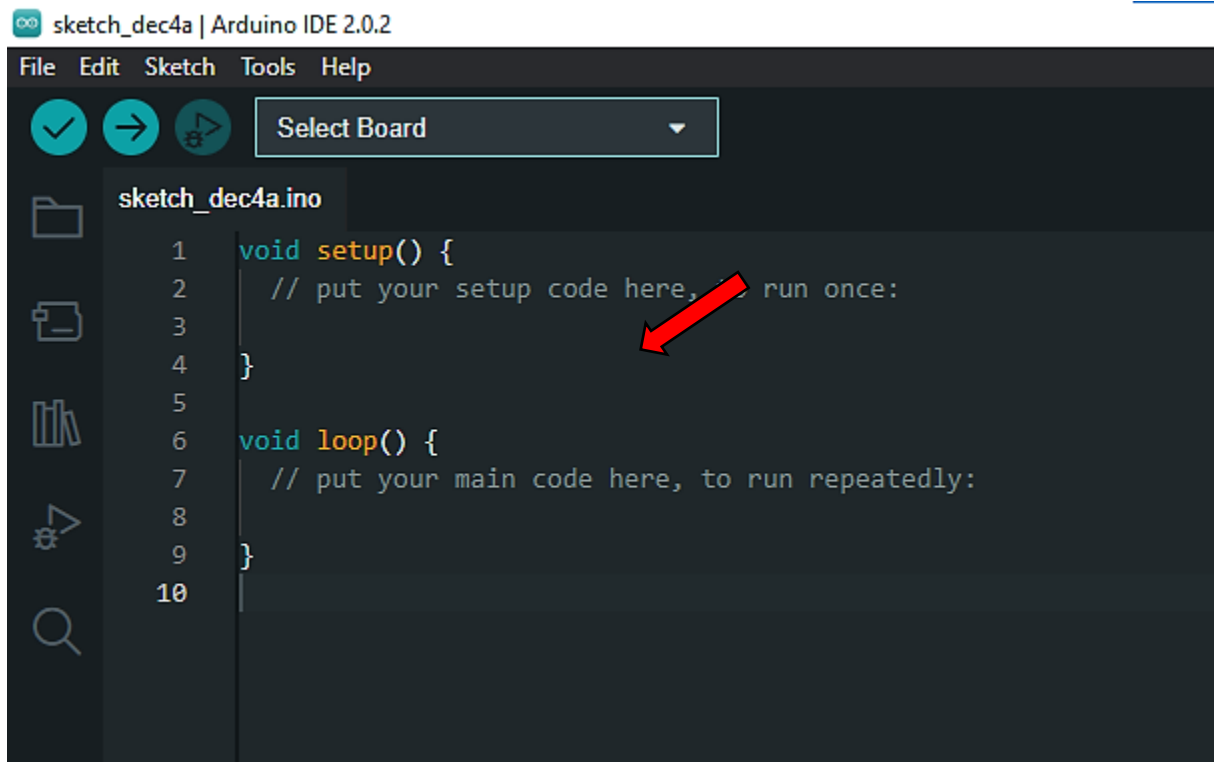 sketch_dec4a | Arduino IDE 2.0.2
File Edit Sketch Tools Help
Select Board
sketch_dec4a.ino
1 void setup() {
2 // put your setup code here, to run once:
3
4 }
5
6 void loop() {
7 // put your main code here, to run repeatedly:
8
9 }
10